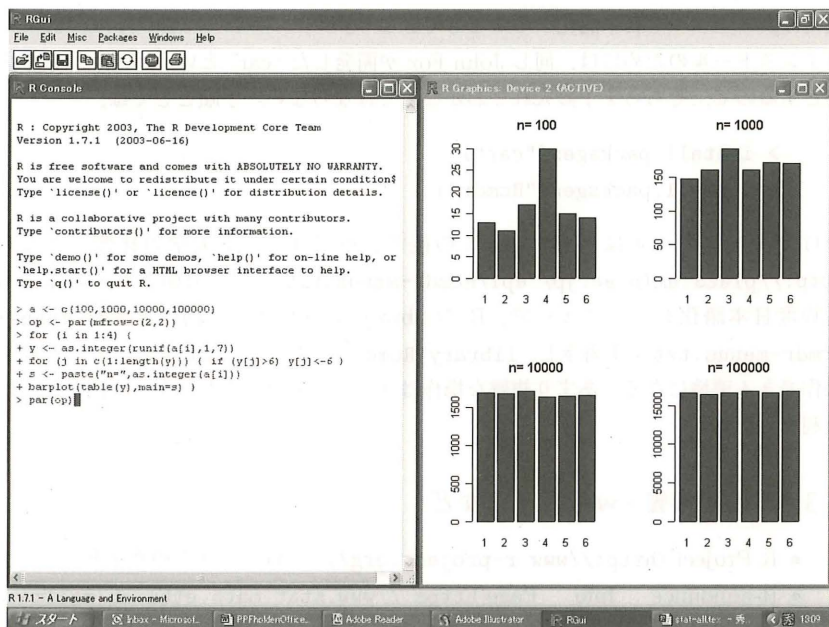 RGui
File Edit Misc Packages Windows Help
R Console
R : Copyright 2003, The R Development Core Team
Version 1.7.1 (2003-06-16)
R is free software and comes with ABSOLUTELY NO WARRANTY.
You are welcome to redistribute it under certain condition$
Type `license()' or `licence()' for distribution details.
R is a collaborative project with many contributors.
Type `contributors()' for more information.
Type `demo()' for some demos, `help()' for on-line help, or
`help.start()' for a HTML browser interface to help.
Type `q()' to quit R.
> a <- c(100,1000,10000,100000)
> op <- par(mfrow=c(2,2))
> for (i in 1:4) {
+ y <- as.integer(runif(a[i],1,7))
+ for (j in c(1:length(y))) { if (y[j]>6) y[j]<-6 }
+ s <- paste("n=",as.integer(a[i]))
+ barplot(table(y),main=s) }
> par(op)
R Graphics: Device 2 (ACTIVE)
n= 100
30
25
20
15
10
5
0
1 2 3 4 5 6
n= 1000
150
100
50
0
1 2 3 4 5 6
n= 10000
1500
1000
500
0
1 2 3 4 5 6
n= 100000
15000
10000
5000
0
1 2 3 4 5 6
R 1.7.1 - A Language and Environment
スタート
Inbox - Microsof...
PPFholdenOffice...
Adobe Reader
Adobe Illustrator
RGui
stat-all.tex - 秀...
13:09